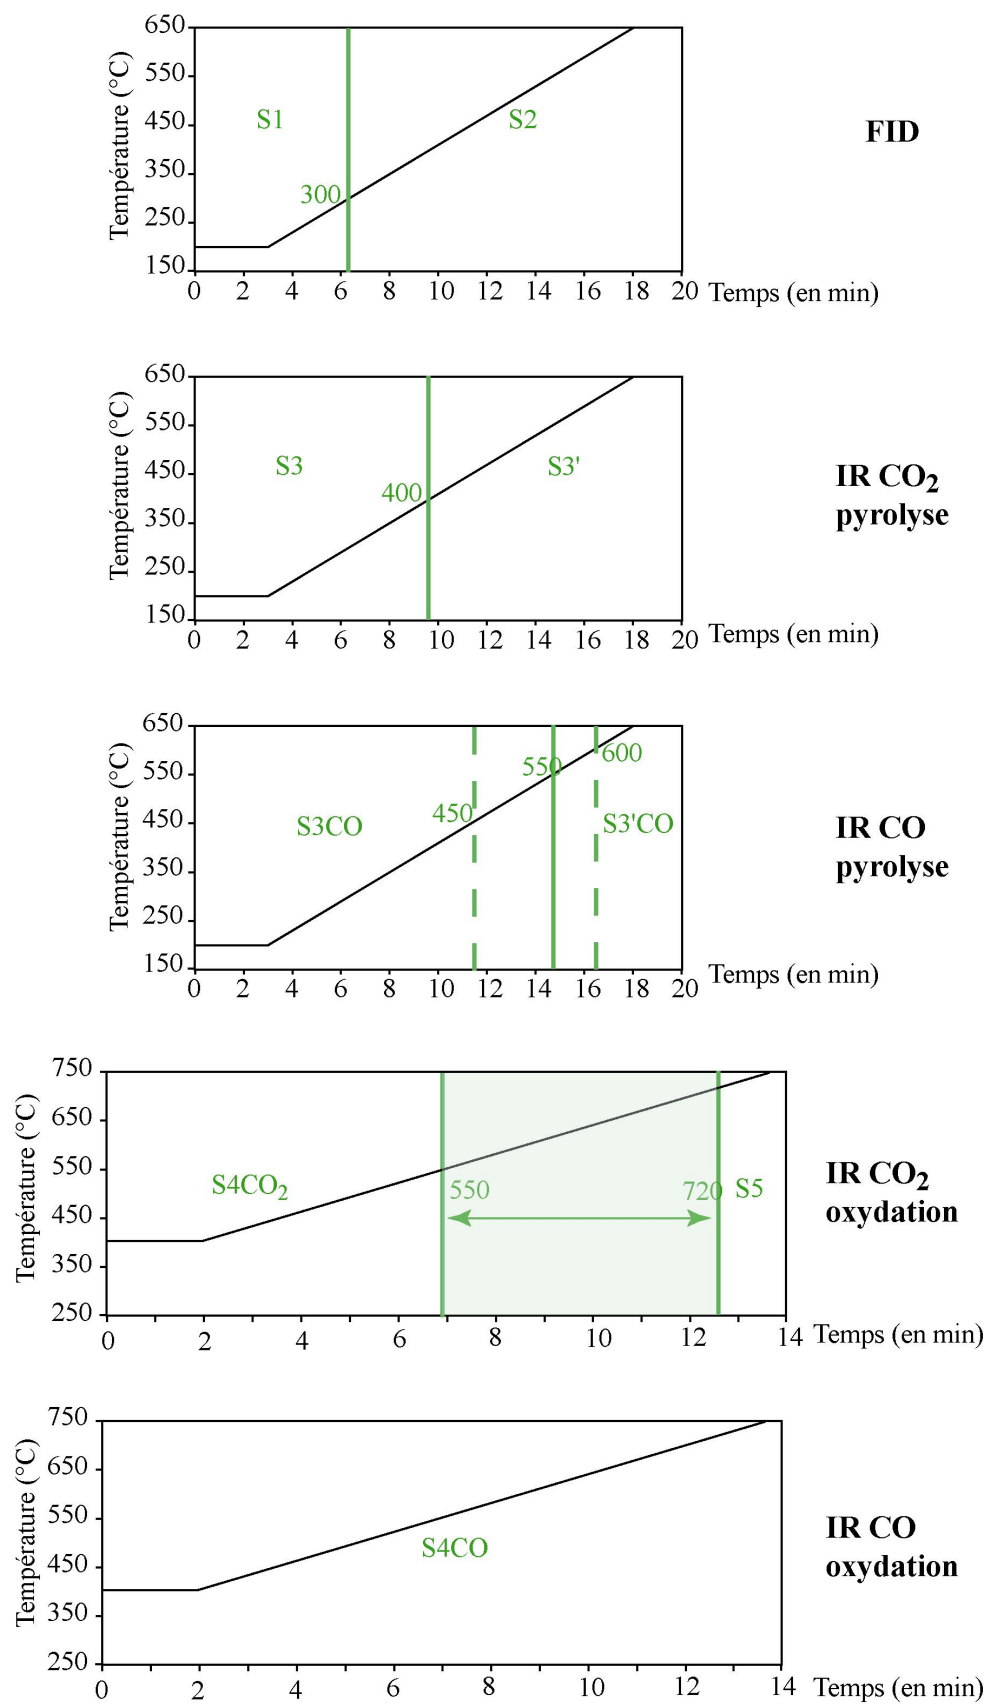 650
550
450
350
250
150
Température (°C)
S1
S2
300
0 2 4 6 8 10 12 14 16 18 20 Temps (en min)
FID
650
550
450
350
250
150
Température (°C)
S3
S3'
400
0 2 4 6 8 10 12 14 16 18 20 Temps (en min)
IR CO₂
pyrolyse
650
550
450
350
250
150
Température (°C)
S3CO
450
550
600
S3'CO
0 2 4 6 8 10 12 14 16 18 20 Temps (en min)
IR CO
pyrolyse
750
650
550
450
350
250
Température (°C)
S4CO₂
550
720
S5
0 2 4 6 8 10 12 14 Temps (en min)
IR CO₂
oxydation
750
650
550
450
350
250
Température (°C)
S4CO
0 2 4 6 8 10 12 14 Temps (en min)
IR CO
oxydation